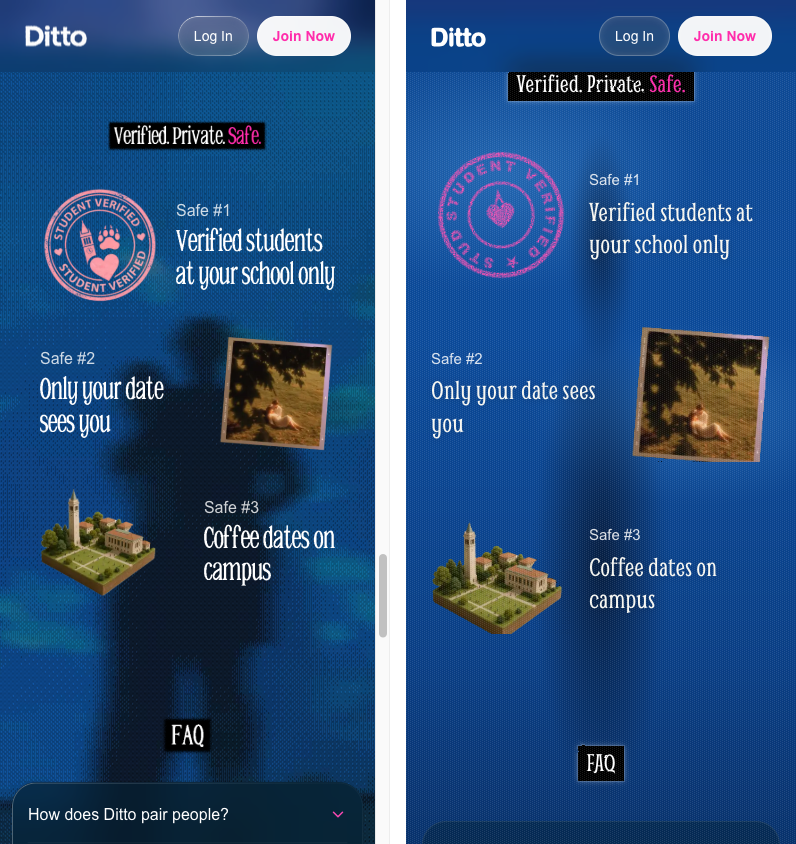 Ditto
Log In
Join Now
Verified. Private. Safe.
STUDENT VERIFIED
STUDENT VERIFIED
Safe #1
Verified students
at your school only
Safe #2
Only your date
sees you
Safe #3
Coffee dates on
campus
FAQ
How does Ditto pair people?
Ditto
Log In
Join Now
Verified. Private. Safe.
STUDENT VERIFIED ★ STUD
Safe #1
Verified students at
your school only
Safe #2
Only your date sees
you
Safe #3
Coffee dates on
campus
FAQ